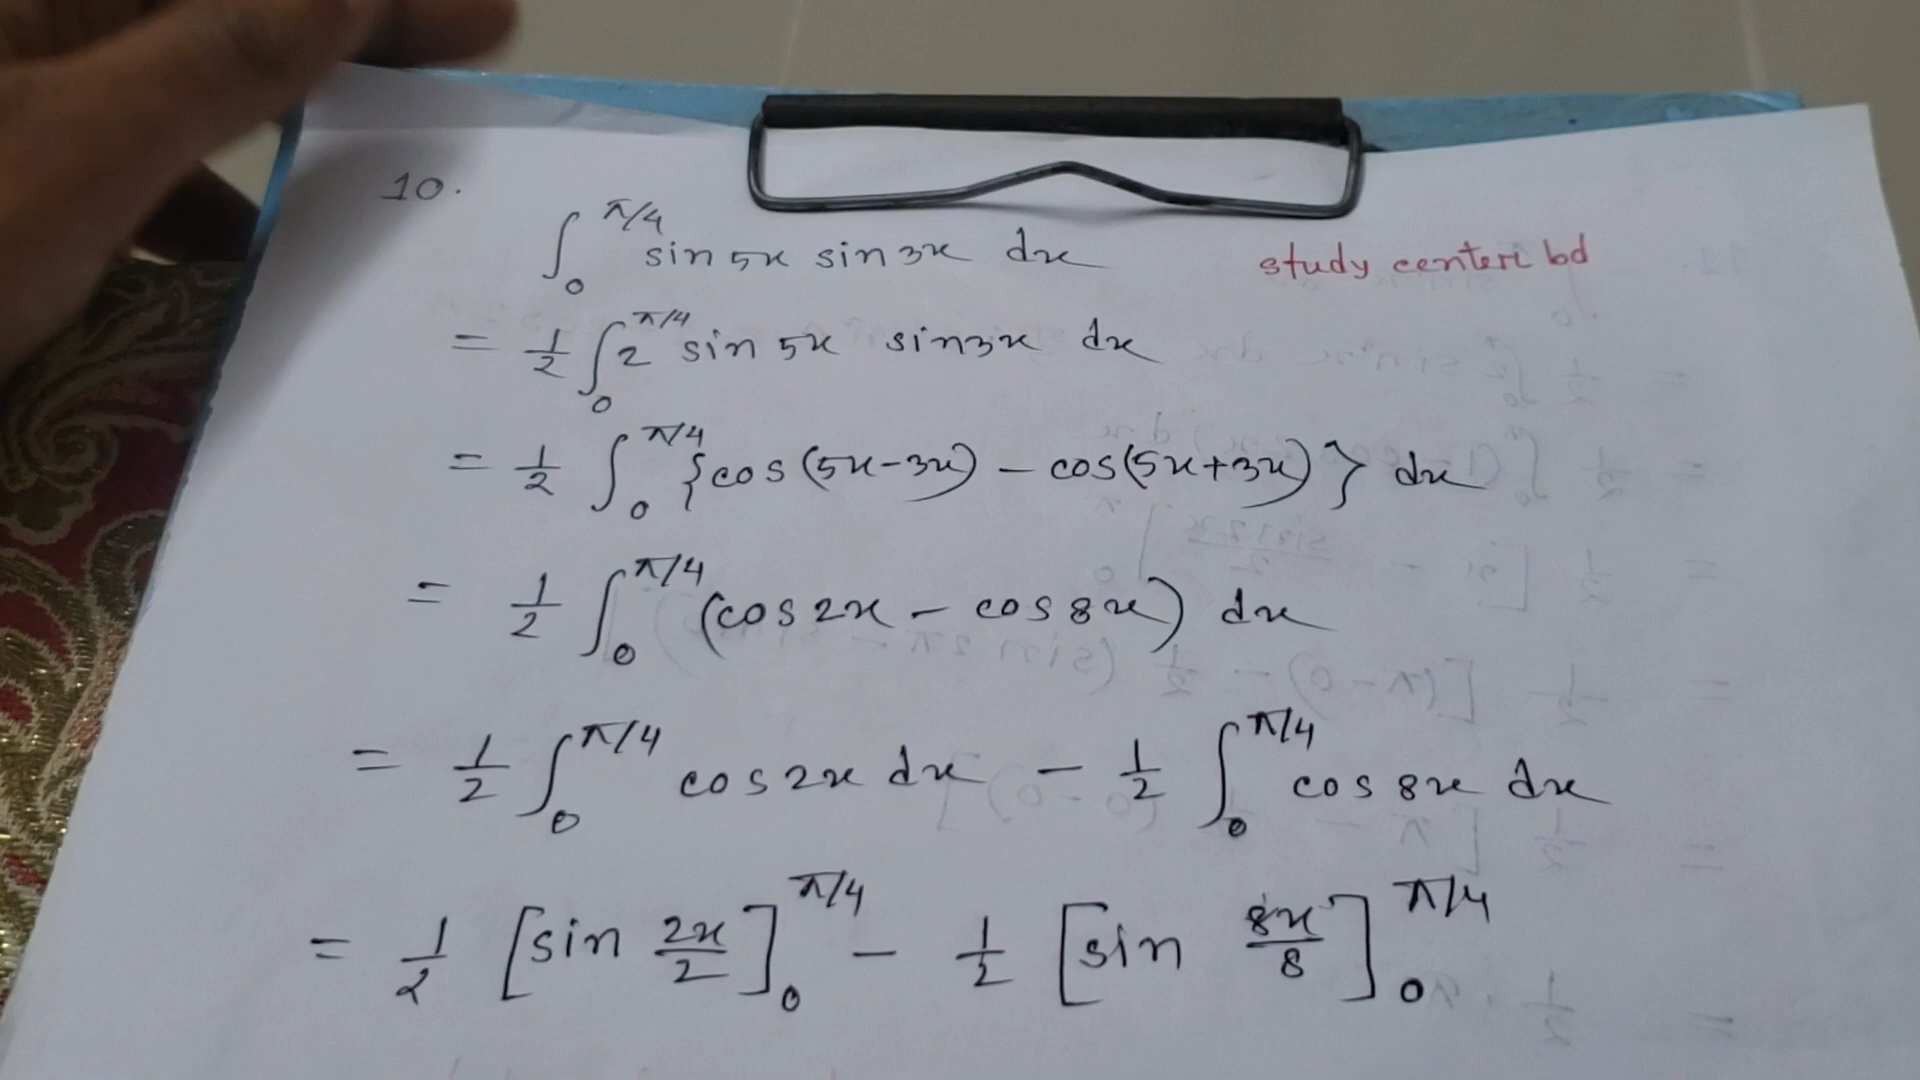 10.
∫₀^π/4 sin 5x sin 3x dx
study center bd
= 1/2 ∫₀^π/4 2 sin 5x sin 3x dx
= 1/2 ∫₀^π/4 {cos (5x-3x) - cos(5x+3x)} dx
= 1/2 ∫₀^π/4 (cos 2x - cos 8x) dx
= 1/2 ∫₀^π/4 cos 2x dx - 1/2 ∫₀^π/4 cos 8x dx
= 1/2 [sin 2x/2]₀^π/4 - 1/2 [sin 8x/8]₀^π/4